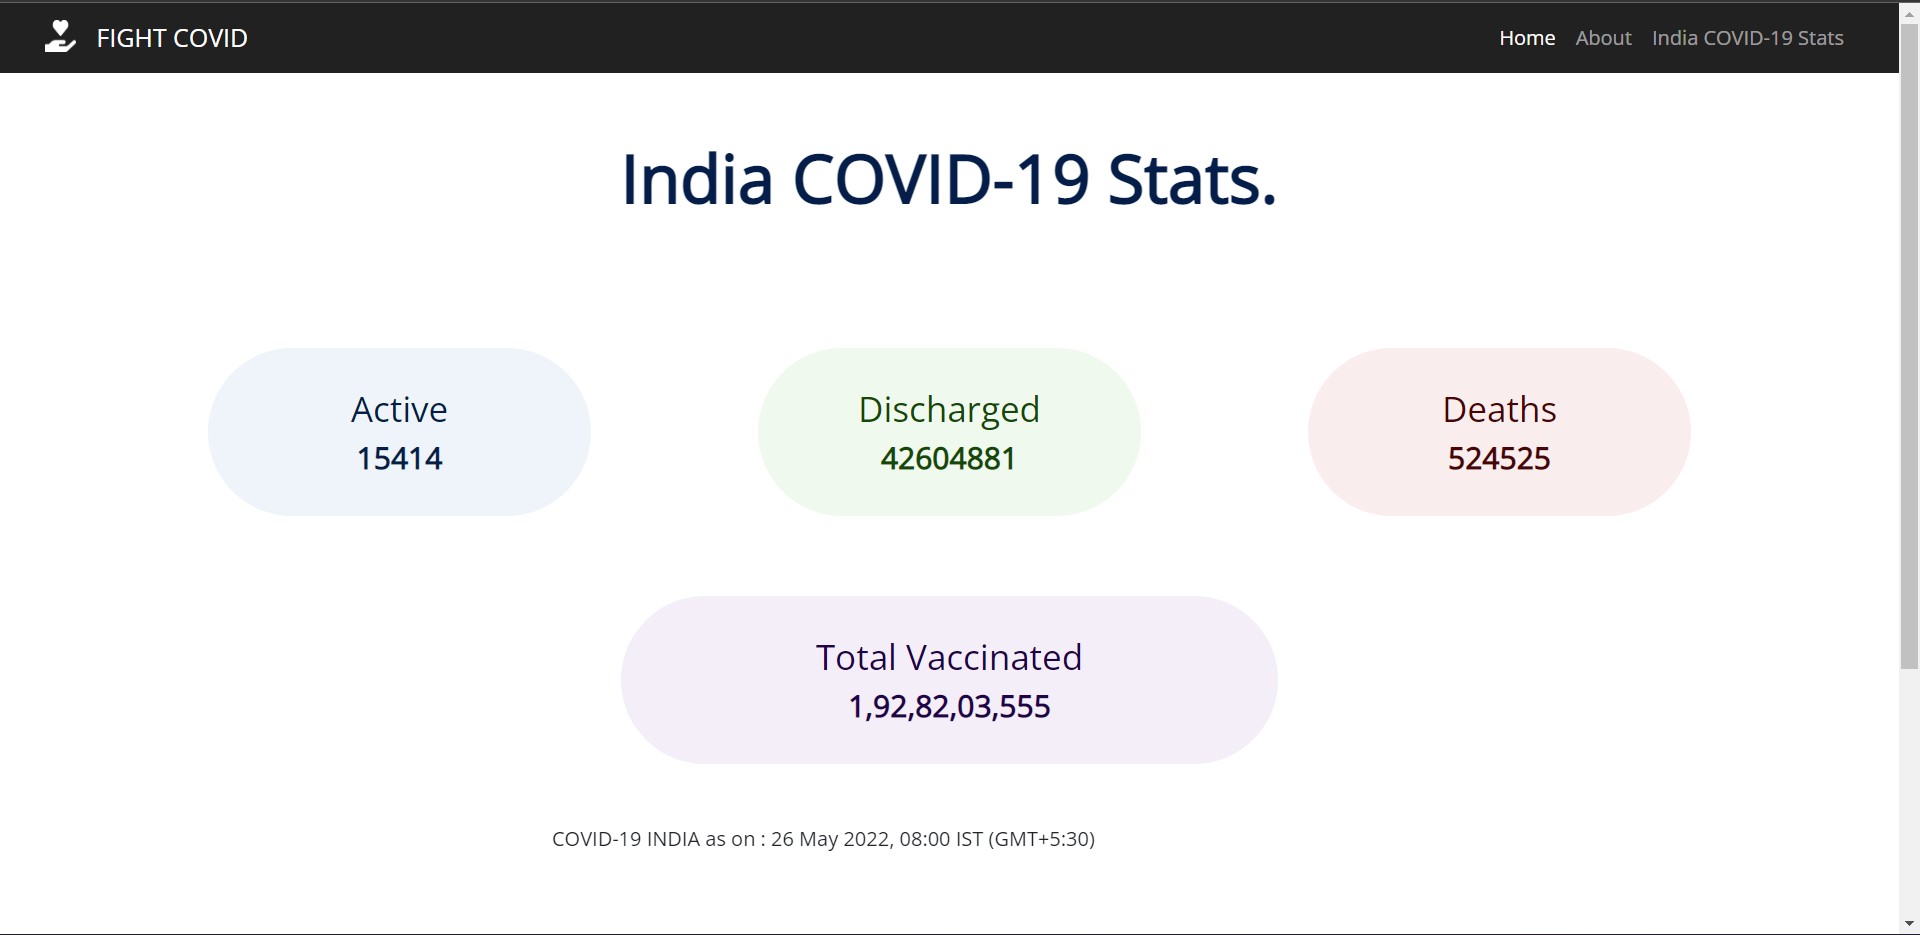 FIGHT COVID
Home About India COVID-19 Stats
India COVID-19 Stats.
Active
15414
Discharged
42604881
Deaths
524525
Total Vaccinated
1,92,82,03,555
COVID-19 INDIA as on : 26 May 2022, 08:00 IST (GMT+5:30)